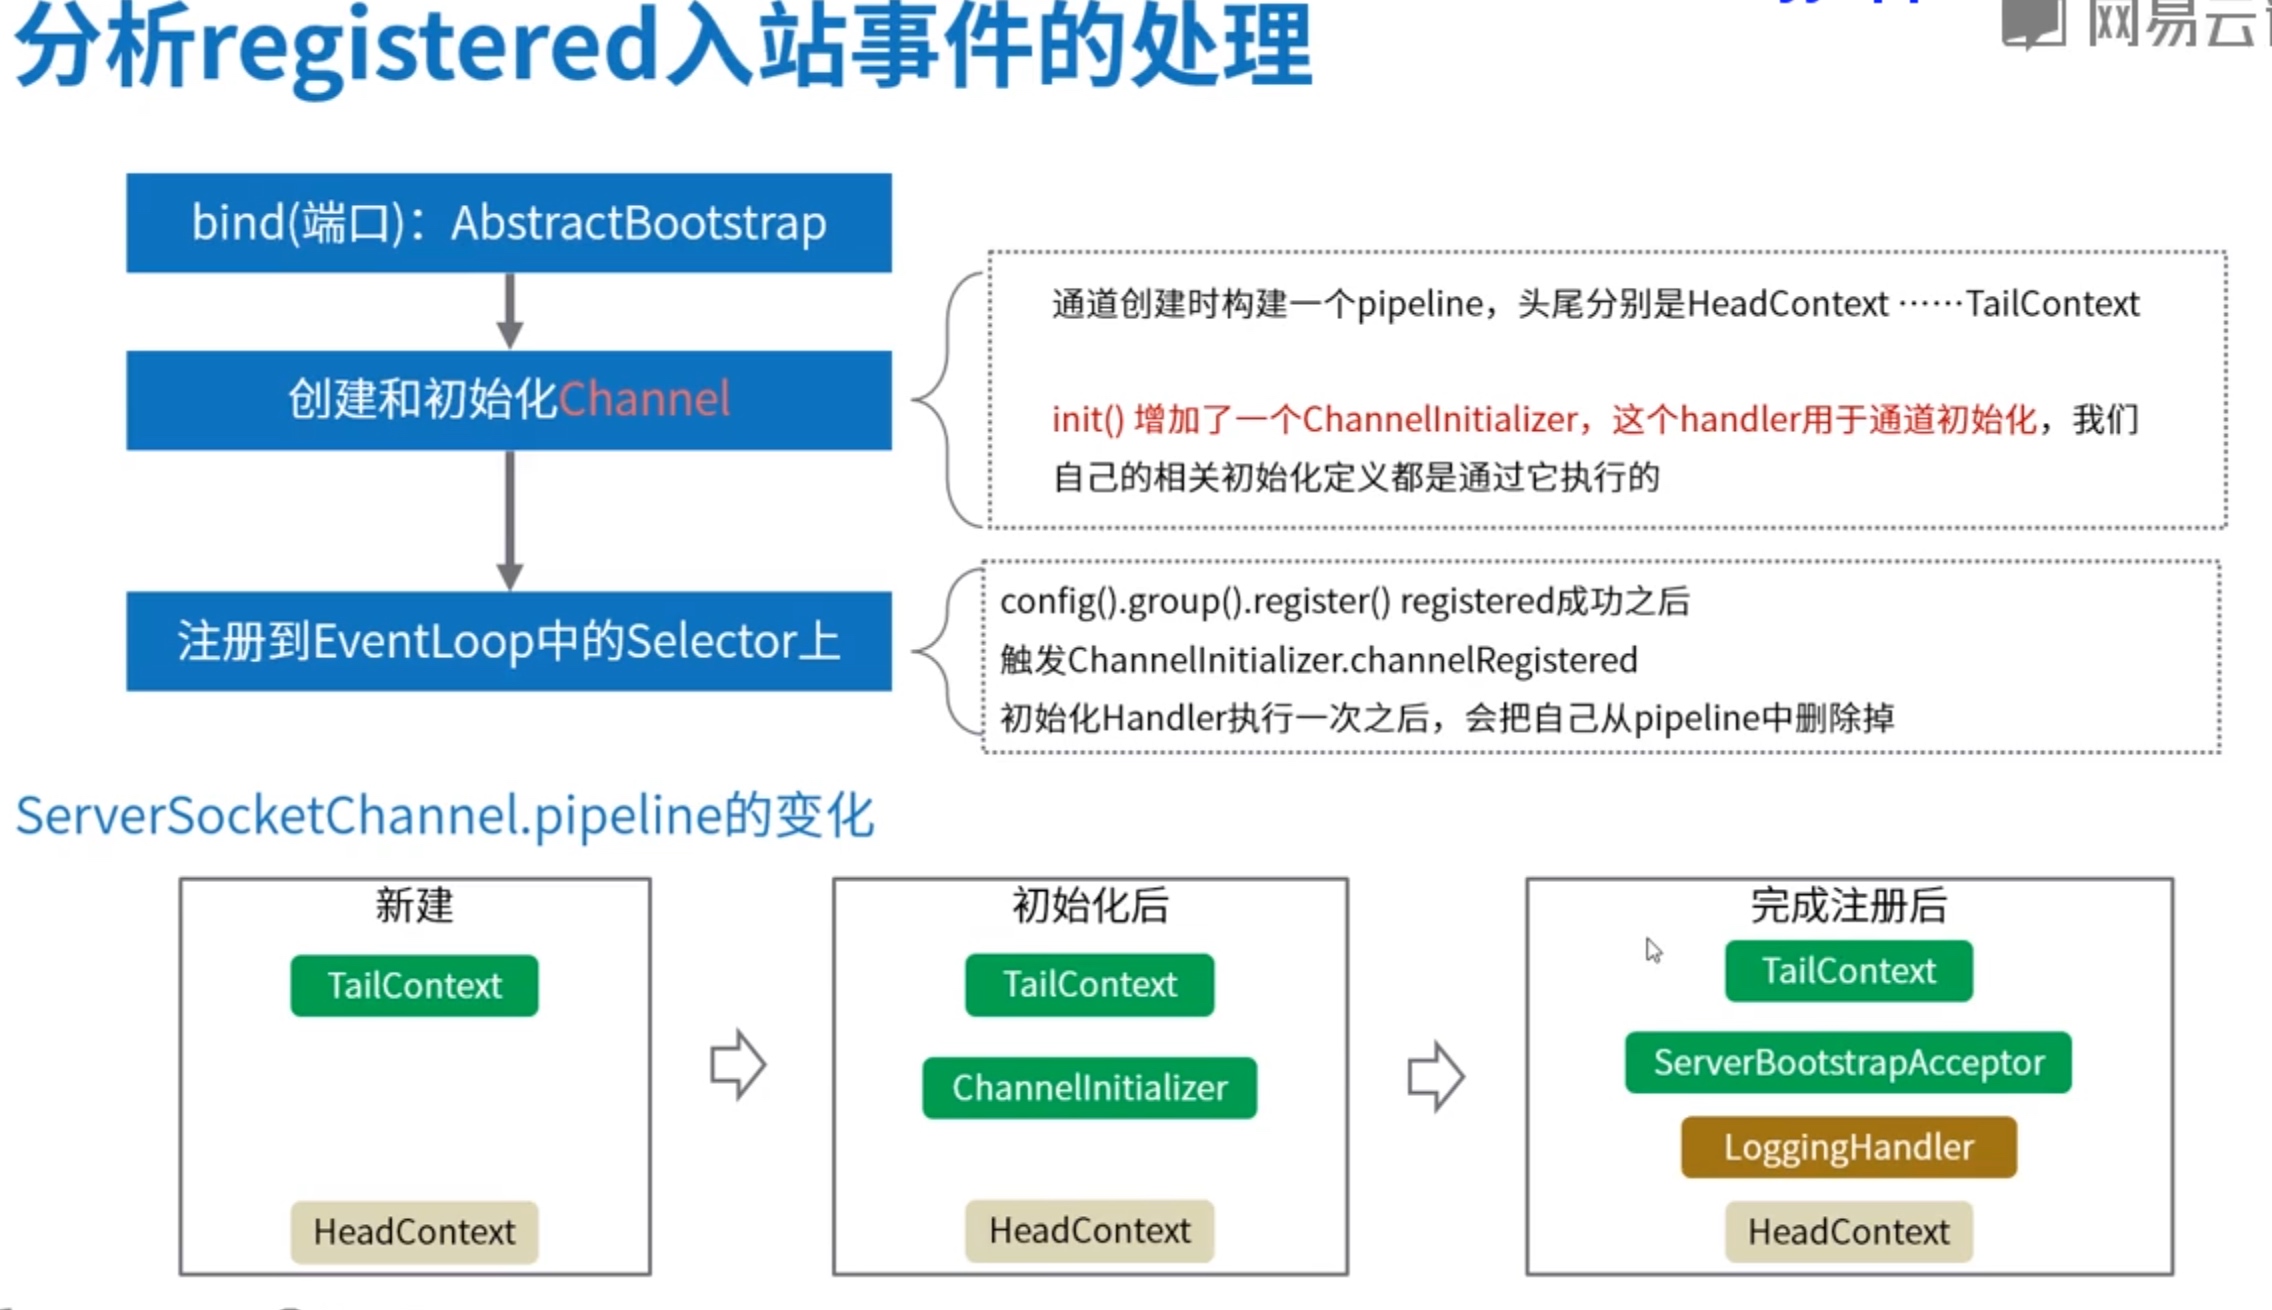 分析registered入站事件的处理
网易云
bind(端口)：AbstractBootstrap
创建和初始化Channel
注册到EventLoop中的Selector上
通道创建时构建一个pipeline，头尾分别是HeadContext ……TailContext
init() 增加了一个ChannelInitializer，这个handler用于通道初始化，我们
自己的相关初始化定义都是通过它执行的
config().group().register() registered成功之后
触发ChannelInitializer.channelRegistered
初始化Handler执行一次之后，会把自己从pipeline中删除掉
ServerSocketChannel.pipeline的变化
新建
TailContext
HeadContext
初始化后
TailContext
ChannelInitializer
HeadContext
完成注册后
TailContext
ServerBootstrapAcceptor
LoggingHandler
HeadContext